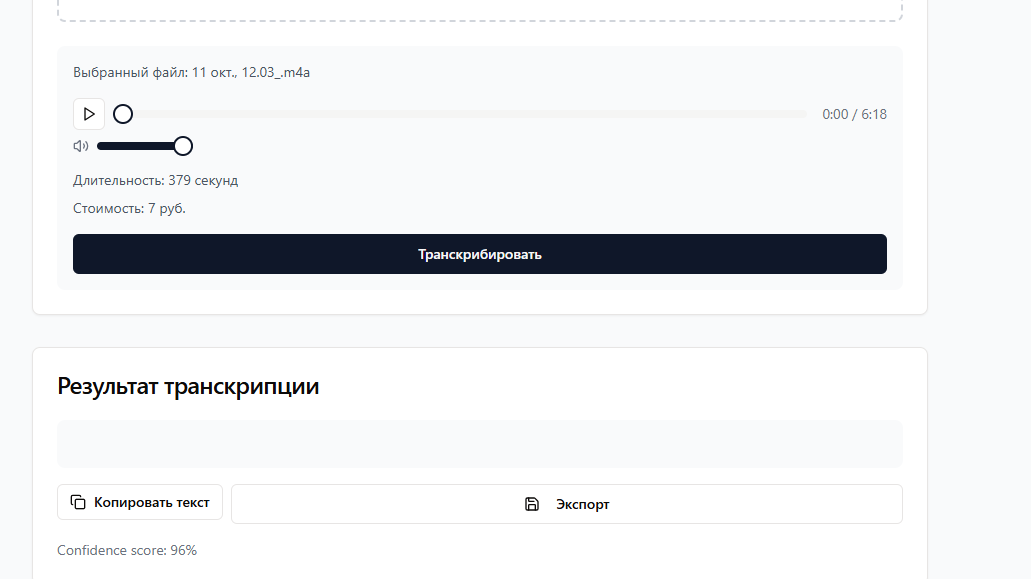 Выбранный файл: 11 окт., 12.03_.m4a
0:00 / 6:18
Длительность: 379 секунд
Стоимость: 7 руб.
Транскрибировать
Результат транскрипции
Копировать текст
Экспорт
Confidence score: 96%